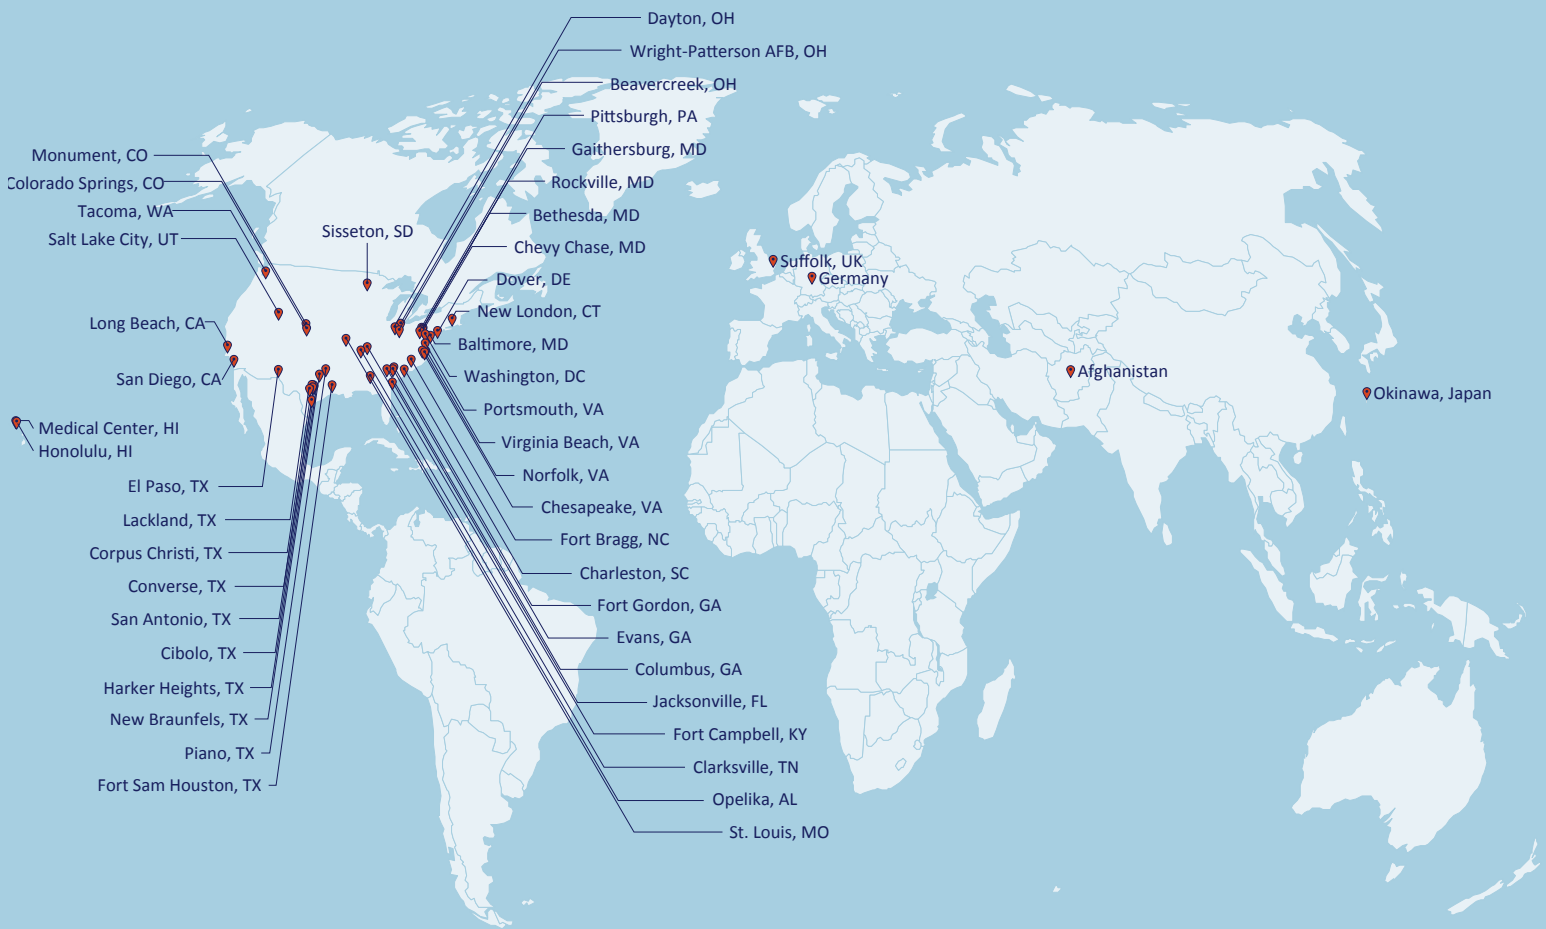 Dayton, OH
Wright-Patterson AFB, OH
Beavercreek, OH
Pittsburgh, PA
Gaithersburg, MD
Rockville, MD
Bethesda, MD
Chevy Chase, MD
Dover, DE
New London, CT
Baltimore, MD
Washington, DC
Portsmouth, VA
Virginia Beach, VA
Norfolk, VA
Chesapeake, VA
Fort Bragg, NC
Charleston, SC
Fort Gordon, GA
Evans, GA
Columbus, GA
Jacksonville, FL
Fort Campbell, KY
Clarksville, TN
Opelika, AL
St. Louis, MO
Monument, CO
Colorado Springs, CO
Tacoma, WA
Salt Lake City, UT
Sisseton, SD
Long Beach, CA
San Diego, CA
Medical Center, HI
Honolulu, HI
El Paso, TX
Lackland, TX
Corpus Christi, TX
Converse, TX
San Antonio, TX
Cibolo, TX
Harker Heights, TX
New Braunfels, TX
Piano, TX
Fort Sam Houston, TX
Suffolk, UK
Germany
Afghanistan
Okinawa, Japan